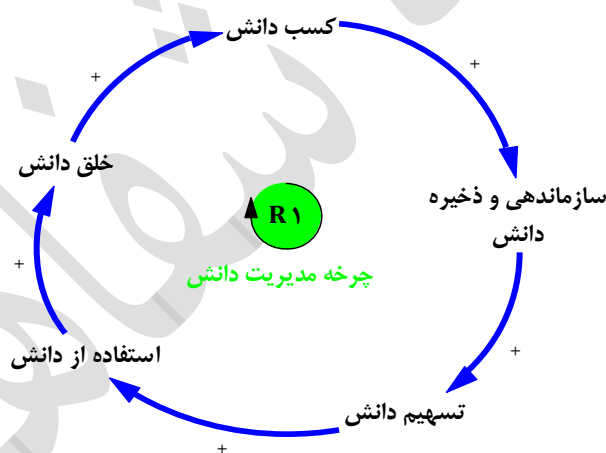 کسب دانش
+
+
خلق دانش
سازماندهی و ذخیره
دانش
R۱
چرخه مدیریت دانش
+
استفاده از دانش
+
تسهیم دانش
+